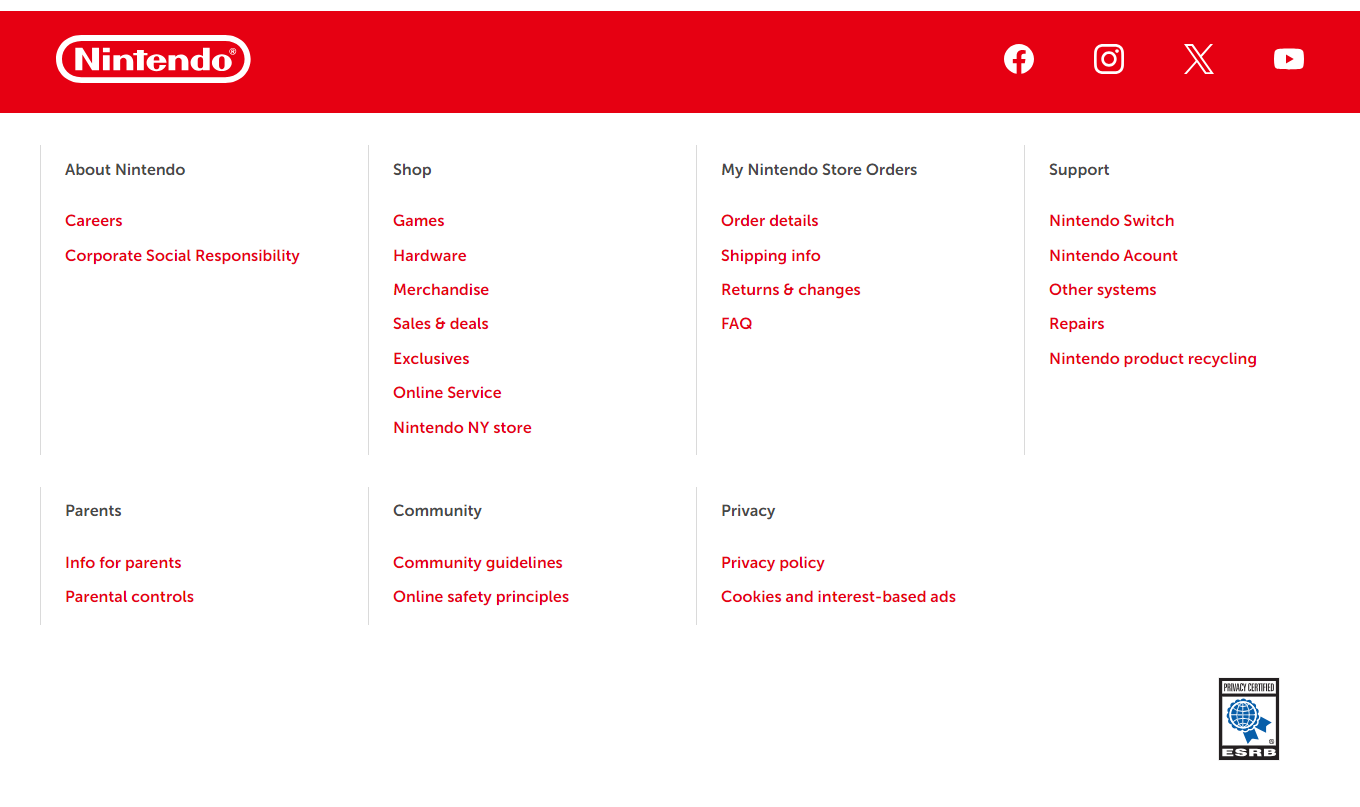 Nintendo®
About Nintendo
Careers
Corporate Social Responsibility
Shop
Games
Hardware
Merchandise
Sales & deals
Exclusives
Online Service
Nintendo NY store
My Nintendo Store Orders
Order details
Shipping info
Returns & changes
FAQ
Support
Nintendo Switch
Nintendo Acount
Other systems
Repairs
Nintendo product recycling
Parents
Info for parents
Parental controls
Community
Community guidelines
Online safety principles
Privacy
Privacy policy
Cookies and interest-based ads
PRIVACY CERTIFIED
ESRB